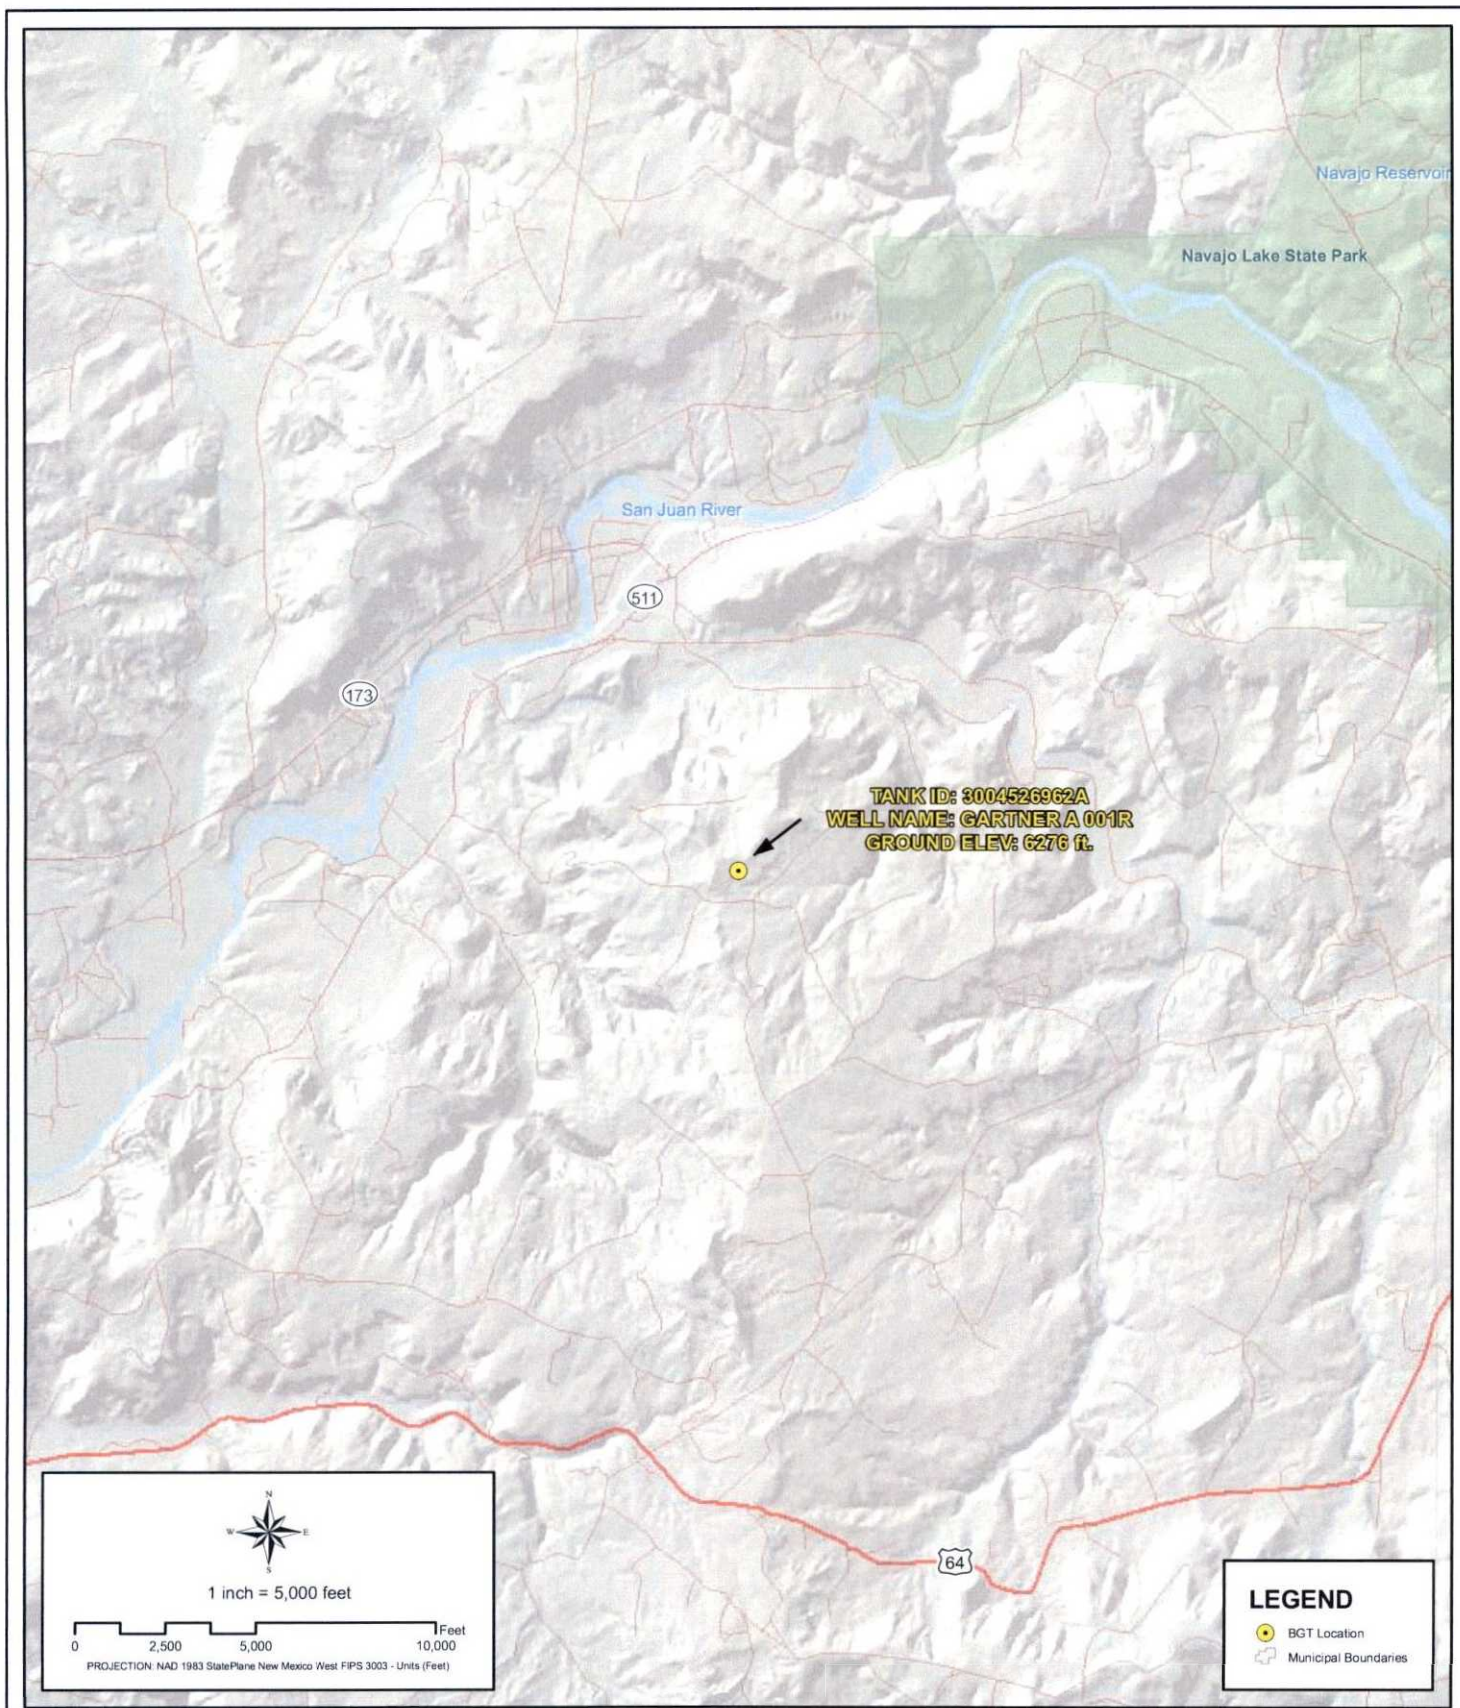 Navajo Reservoir
Navajo Lake State Park
San Juan River
511
173
TANK ID: 3004526962A
WELL NAME: GARTNER A 001R
GROUND ELEV: 6276 ft.
64
N
W E
S
1 inch = 5,000 feet
Feet
0 2,500 5,000 10,000
PROJECTION: NAD 1983 StatePlane New Mexico West FIPS 3003 - Units (Feet)
LEGEND
BGT Location
Municipal Boundaries